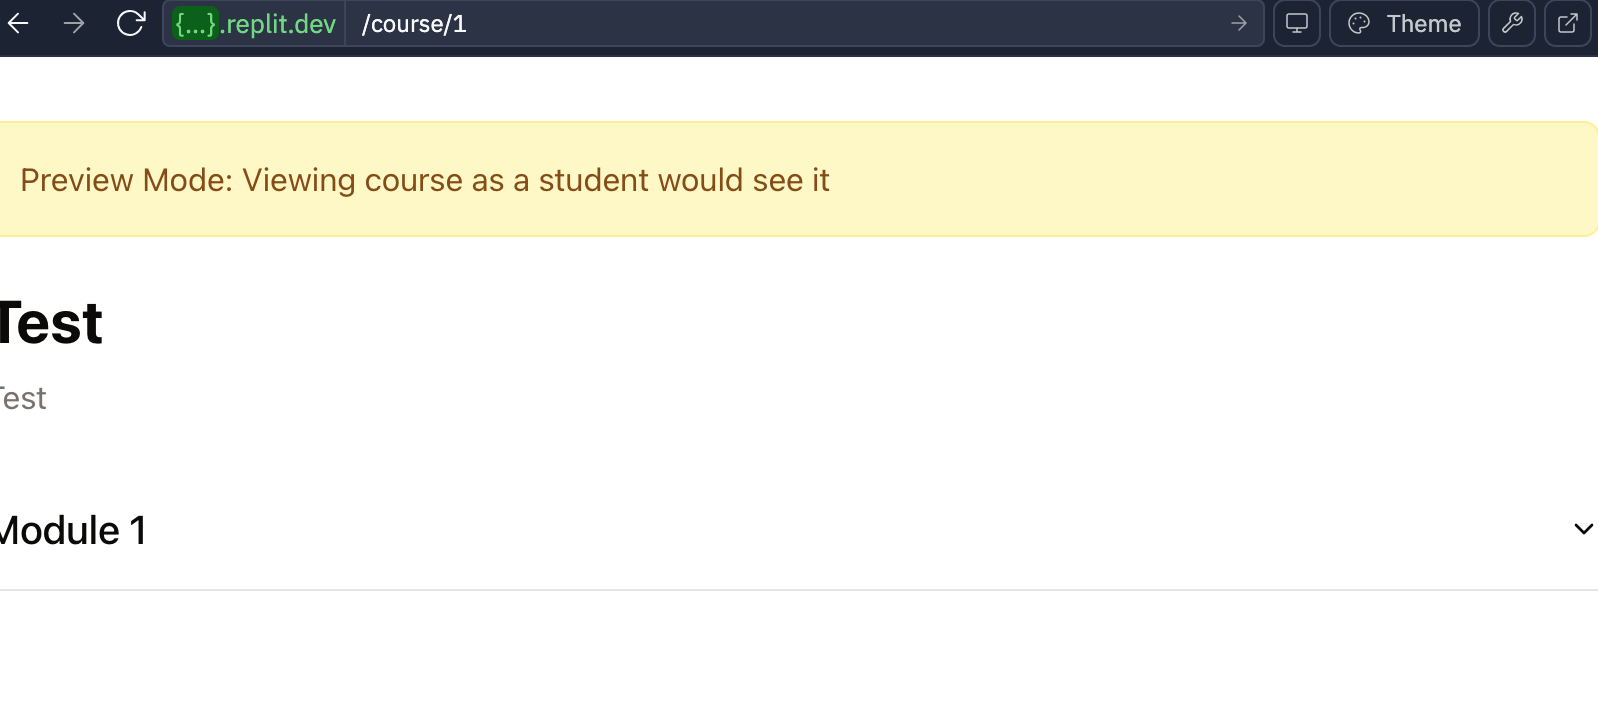 {...}.replit.dev /course/1 Theme
Preview Mode: Viewing course as a student would see it
Test
Test
Module 1